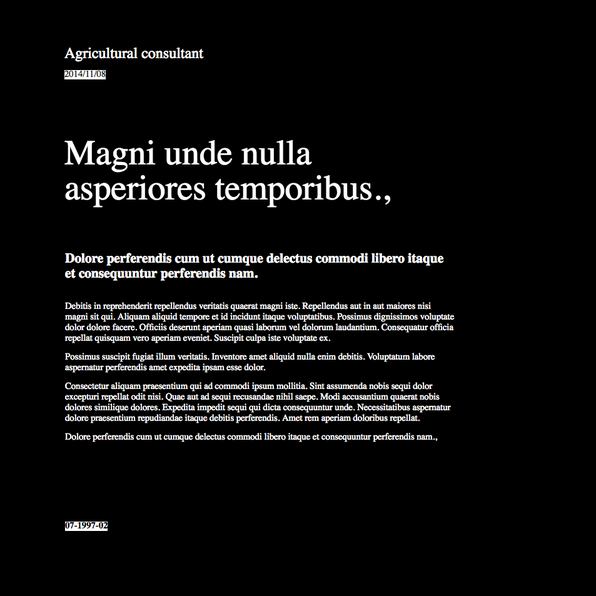 Agricultural consultant
2014/11/08
Magni unde nulla
asperiores temporibus.,
Dolore perferendis cum ut cumque delectus commodi libero itaque
et consequuntur perferendis nam.
Debitis in reprehenderit repellendus veritatis quaerat magni iste. Repellendus aut in aut maiores nisi
magni sit qui. Aliquam aliquid tempore et id incidunt itaque voluptatibus. Possimus dignissimos voluptate
dolor dolore facere. Officiis deserunt aperiam quasi laborum vel dolorum laudantium. Consequatur officia
repellat quisquam vero aperiam eveniet. Suscipit culpa iste voluptate ex.
Possimus suscipit fugiat illum veritatis. Inventore amet aliquid nulla enim debitis. Voluptatum labore
aspernatur perferendis amet expedita ipsam esse dolor.
Consectetur aliquam praesentium qui ad commodi ipsum mollitia. Sint assumenda nobis sequi dolor
excepturi repellat odit nisi. Quae aut ad sequi recusandae nihil saepe. Modi accusantium quaerat nobis
dolores similique dolores. Expedita impedit sequi qui dicta consequuntur unde. Necessitatibus aspernatur
dolore praesentium repudiandae itaque debitis perferendis. Amet rem aperiam doloribus repellat.
Dolore perferendis cum ut cumque delectus commodi libero itaque et consequuntur perferendis nam.,
07-1997-02